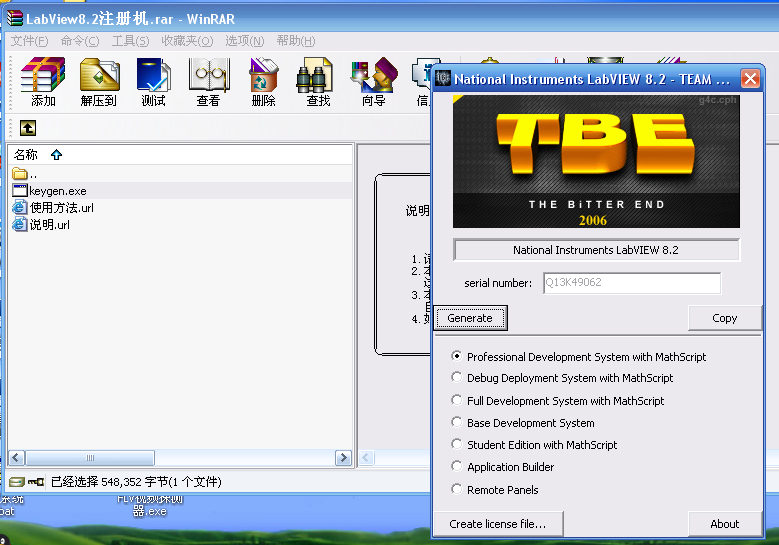 LabView8.2注册机.rar - WinRAR
文件(F) 命令(C) 工具(S) 收藏夹(O) 选项(N) 帮助(H)
添加 解压到 测试 查看 删除 查找 向导 信
名称
..
keygen.exe
使用方法.url
说明.url
说明
1.
2.本
3.本
4.如
已经选择 548,352 字节(1 个文件)
系统
bat
FLV视频探测
器.exe
National Instruments LabVIEW 8.2 - TEAM ...
g4c.cph
TBE
THE BiTTER END
2006
National Instruments LabVIEW 8.2
serial number: Q13K49062
Generate Copy
Professional Development System with MathScript
Debug Deployment System with MathScript
Full Development System with MathScript
Base Development System
Student Edition with MathScript
Application Builder
Remote Panels
Create license file... About